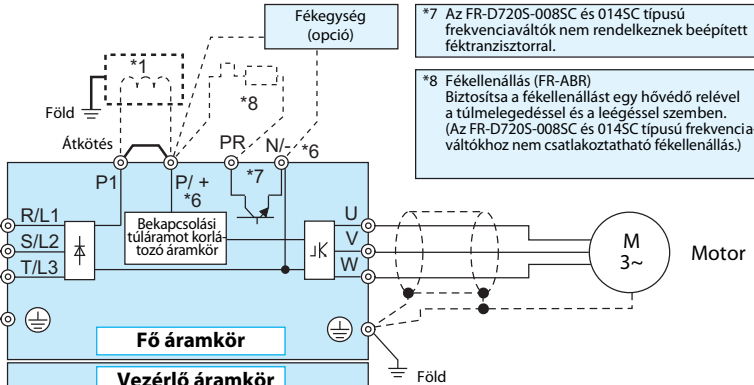 Fékegység
(opció)
*7 Az FR-D720S-008SC és 014SC típusú
frekvenciaváltók nem rendelkeznek beépített
féktranzisztorral.
*8 Fékellenállás (FR-ABR)
Biztosítsa a fékellenállást egy hővédő relével
a túlmelegedéssel és a leégéssel szemben.
(Az FR-D720S-008SC és 014SC típusú frekvencia-
váltókhoz nem csatlakoztatható fékellenállás.)
*1
*8
Föld
Átkötés
PR
N/-
*6
P1
P/ +
*6
*7
R/L1
S/L2
T/L3
Bekapcsolási
túláramot korlá-
tozó áramkör
U
V
W
M
3~
Motor
Fő áramkör
Föld
Vezérlő áramkör